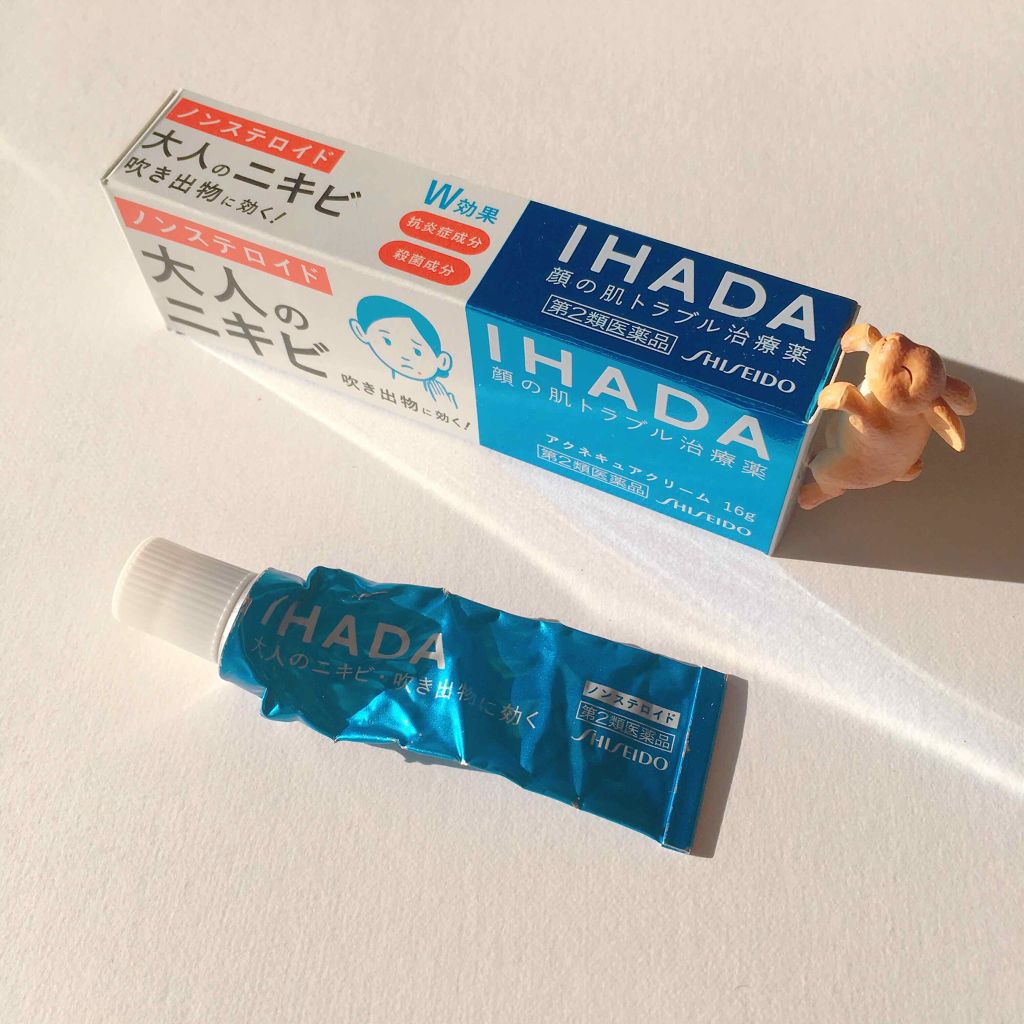 ノンステロイド
大人のニキビ
吹き出物に効く!
W効果
抗炎症成分
殺菌成分
IHADA
顔の肌トラブル治療薬
第2類医薬品
SHISEIDO
ノンステロイド
大人の
ニキビ
吹き出物に効く!
IHADA
顔の肌トラブル治療薬
アクネキュアクリーム 16g
第2類医薬品
SHISEIDO
IHADA
大人のニキビ・吹き出物に効く
ノンステロイド
第2類医薬品
SHISEIDO